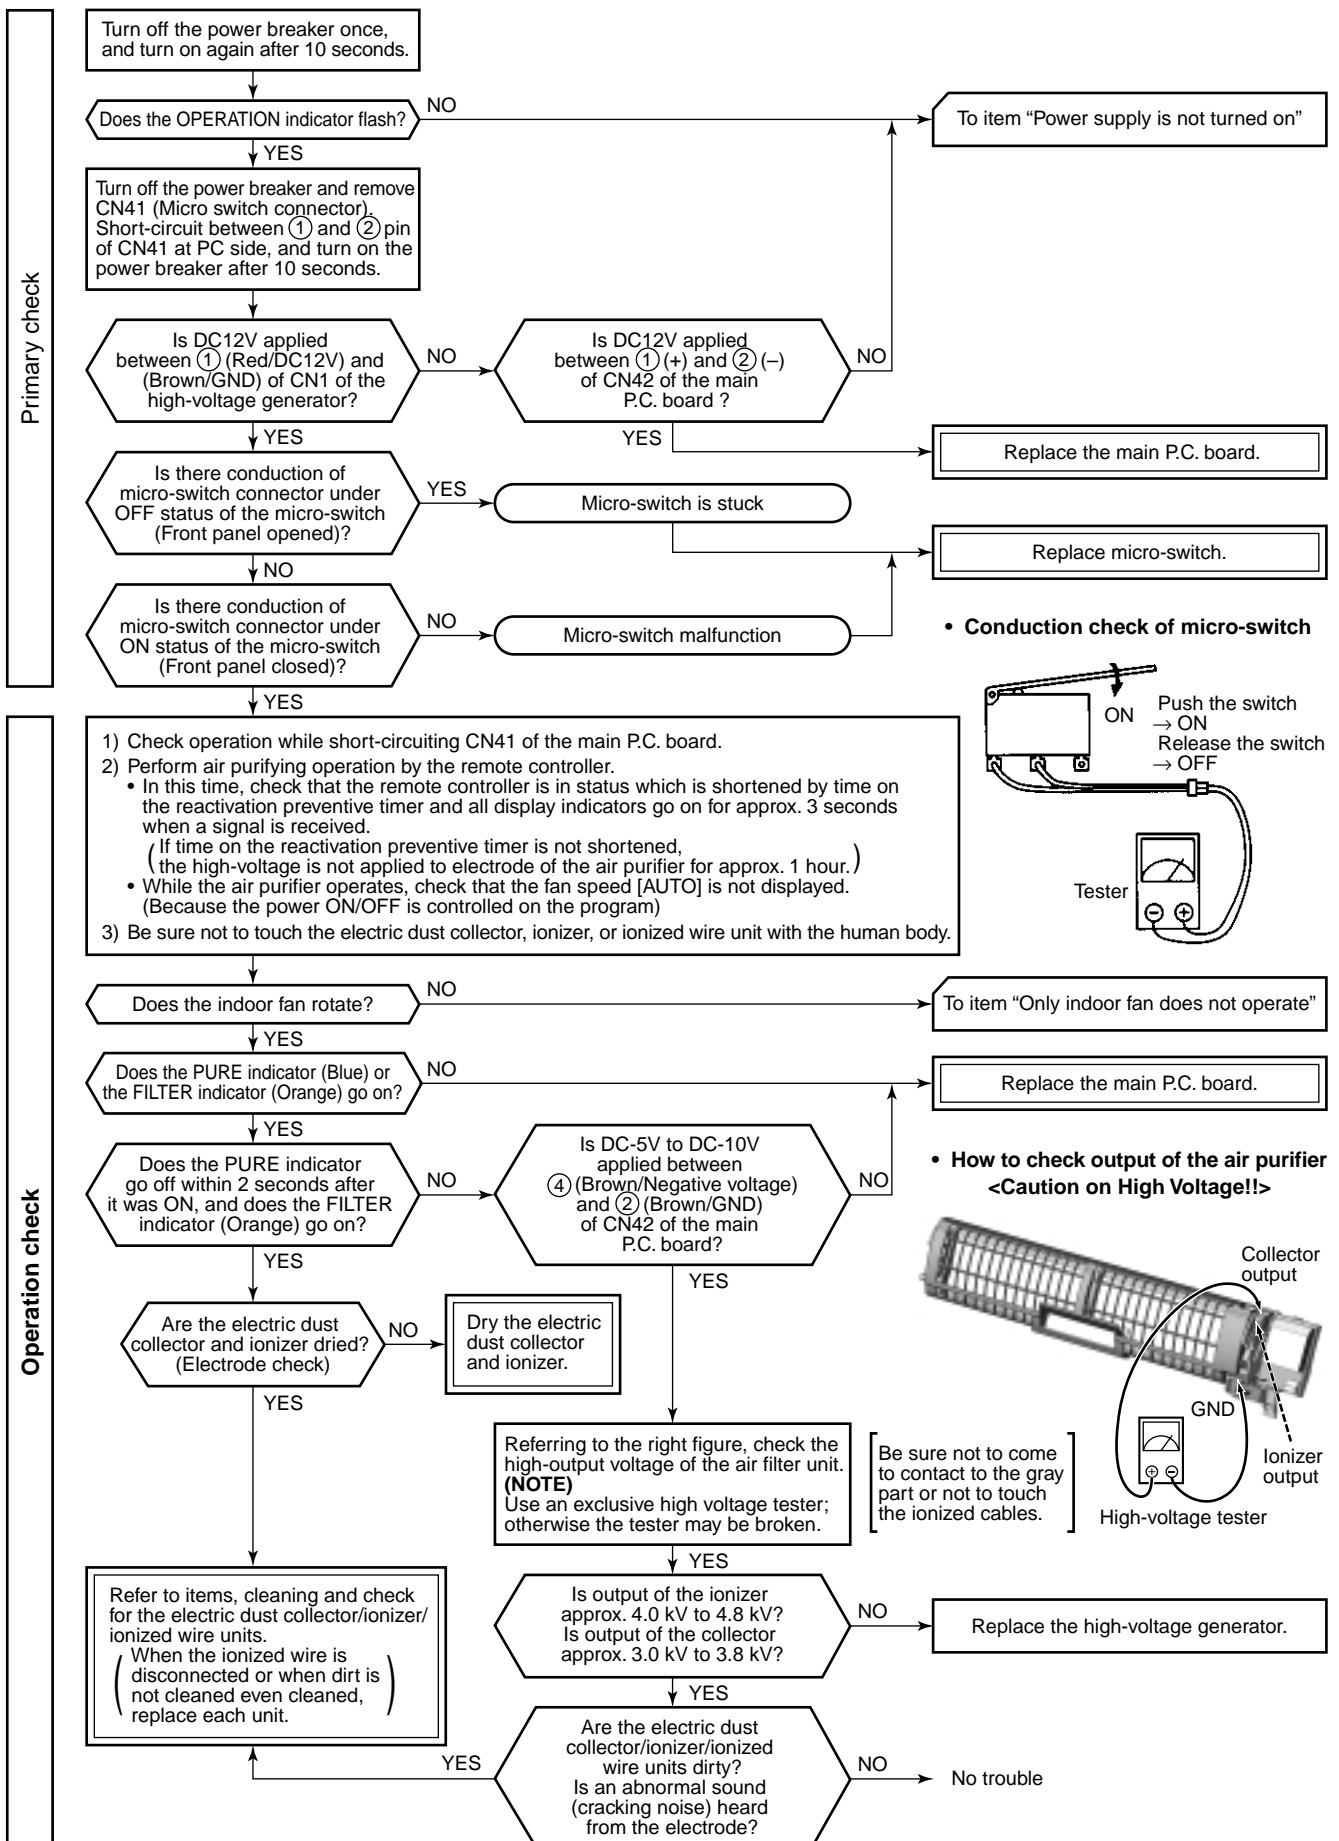 Primary check
Turn off the power breaker once,
and turn on again after 10 seconds.
Does the OPERATION indicator flash?
NO
To item “Power supply is not turned on”
YES
Turn off the power breaker and remove
CN41 (Micro switch connector).
Short-circuit between ① and ② pin
of CN41 at PC side, and turn on the
power breaker after 10 seconds.
Is DC12V applied
between ① (Red/DC12V) and
(Brown/GND) of CN1 of the
high-voltage generator?
NO
Is DC12V applied
between ① (+) and ② (–)
of CN42 of the main
P.C. board ?
NO
YES
YES
Replace the main P.C. board.
Is there conduction of
micro-switch connector under
OFF status of the micro-switch
(Front panel opened)?
YES
Micro-switch is stuck
Replace micro-switch.
NO
Is there conduction of
micro-switch connector under
ON status of the micro-switch
(Front panel closed)?
NO
Micro-switch malfunction
YES
• Conduction check of micro-switch
ON
Push the switch
→ ON
Release the switch
→ OFF
Tester
Operation check
1) Check operation while short-circuiting CN41 of the main P.C. board.
2) Perform air purifying operation by the remote controller.
• In this time, check that the remote controller is in status which is shortened by time on
the reactivation preventive timer and all display indicators go on for approx. 3 seconds
when a signal is received.
( If time on the reactivation preventive timer is not shortened,
the high-voltage is not applied to electrode of the air purifier for approx. 1 hour. )
• While the air purifier operates, check that the fan speed [AUTO] is not displayed.
(Because the power ON/OFF is controlled on the program)
3) Be sure not to touch the electric dust collector, ionizer, or ionized wire unit with the human body.
Does the indoor fan rotate?
NO
To item “Only indoor fan does not operate”
YES
Does the PURE indicator (Blue) or
the FILTER indicator (Orange) go on?
NO
Replace the main P.C. board.
YES
Does the PURE indicator
go off within 2 seconds after
it was ON, and does the FILTER
indicator (Orange) go on?
NO
Is DC-5V to DC-10V
applied between
④ (Brown/Negative voltage)
and ② (Brown/GND)
of CN42 of the main
P.C. board?
NO
YES
YES
• How to check output of the air purifier
<Caution on High Voltage!!>
Collector
output
GND
Ionizer
output
High-voltage tester
Are the electric dust
collector and ionizer dried?
(Electrode check)
NO
Dry the electric
dust collector
and ionizer.
YES
Referring to the right figure, check the
high-output voltage of the air filter unit.
(NOTE)
Use an exclusive high voltage tester;
otherwise the tester may be broken.
[ Be sure not to come
to contact to the gray
part or not to touch
the ionized cables. ]
YES
Refer to items, cleaning and check
for the electric dust collector/ionizer/
ionized wire units.
( When the ionized wire is
disconnected or when dirt is
not cleaned even cleaned,
replace each unit. )
Is output of the ionizer
approx. 4.0 kV to 4.8 kV?
Is output of the collector
approx. 3.0 kV to 3.8 kV?
NO
Replace the high-voltage generator.
YES
Are the electric dust
collector/ionizer/ionized
wire units dirty?
Is an abnormal sound
(cracking noise) heard
from the electrode?
YES
NO
No trouble